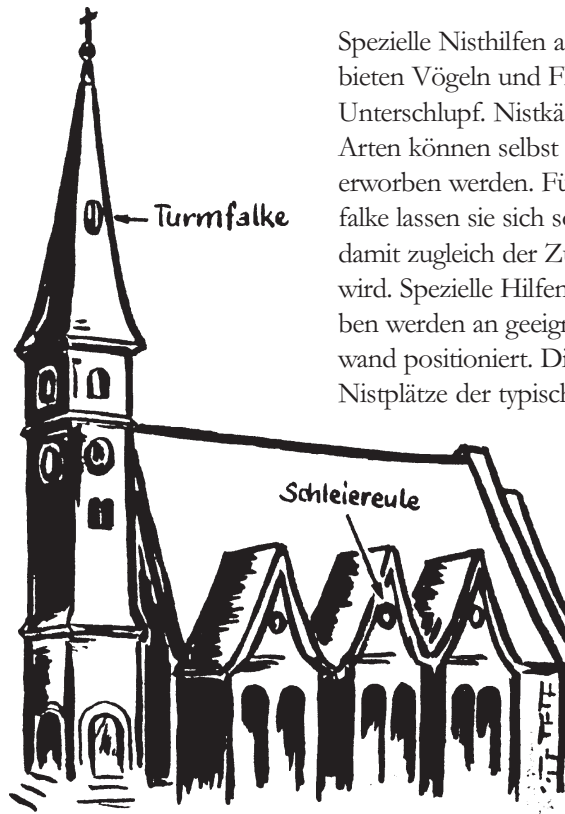 Spezielle Nisthilfen a
bieten Vögeln und F
Unterschlupf. Nistkä
Arten können selbst
erworben werden. Fü
falke lassen sie sich so
damit zugleich der Zu
wird. Spezielle Hilfen
ben werden an geeig
wand positioniert. Di
Nistplätze der typisch
Turmfalke
Schleiereule